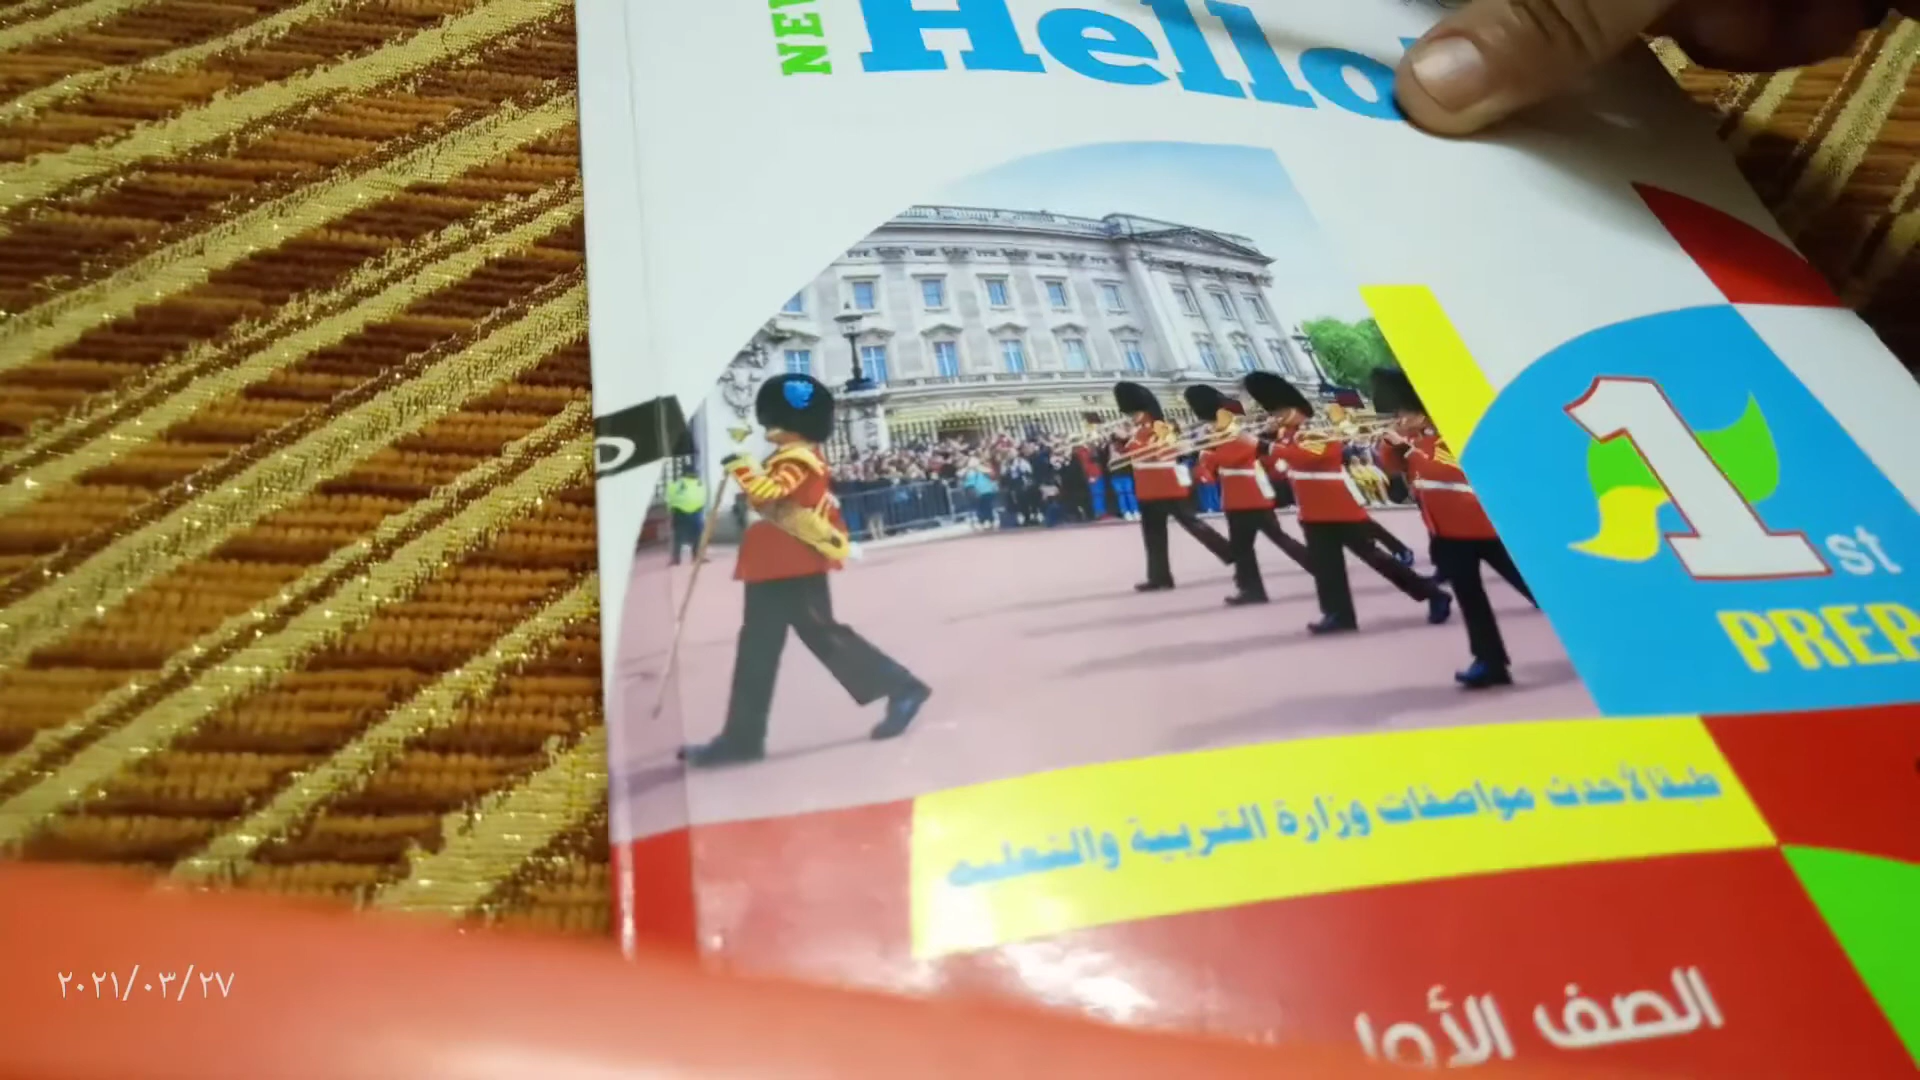 NEW
Hello!
1st
PREP
طبقا لأحدث مواصفات وزارة التربية والتعليم
الصف الأول
٢٠٢١/٠٣/٢٧